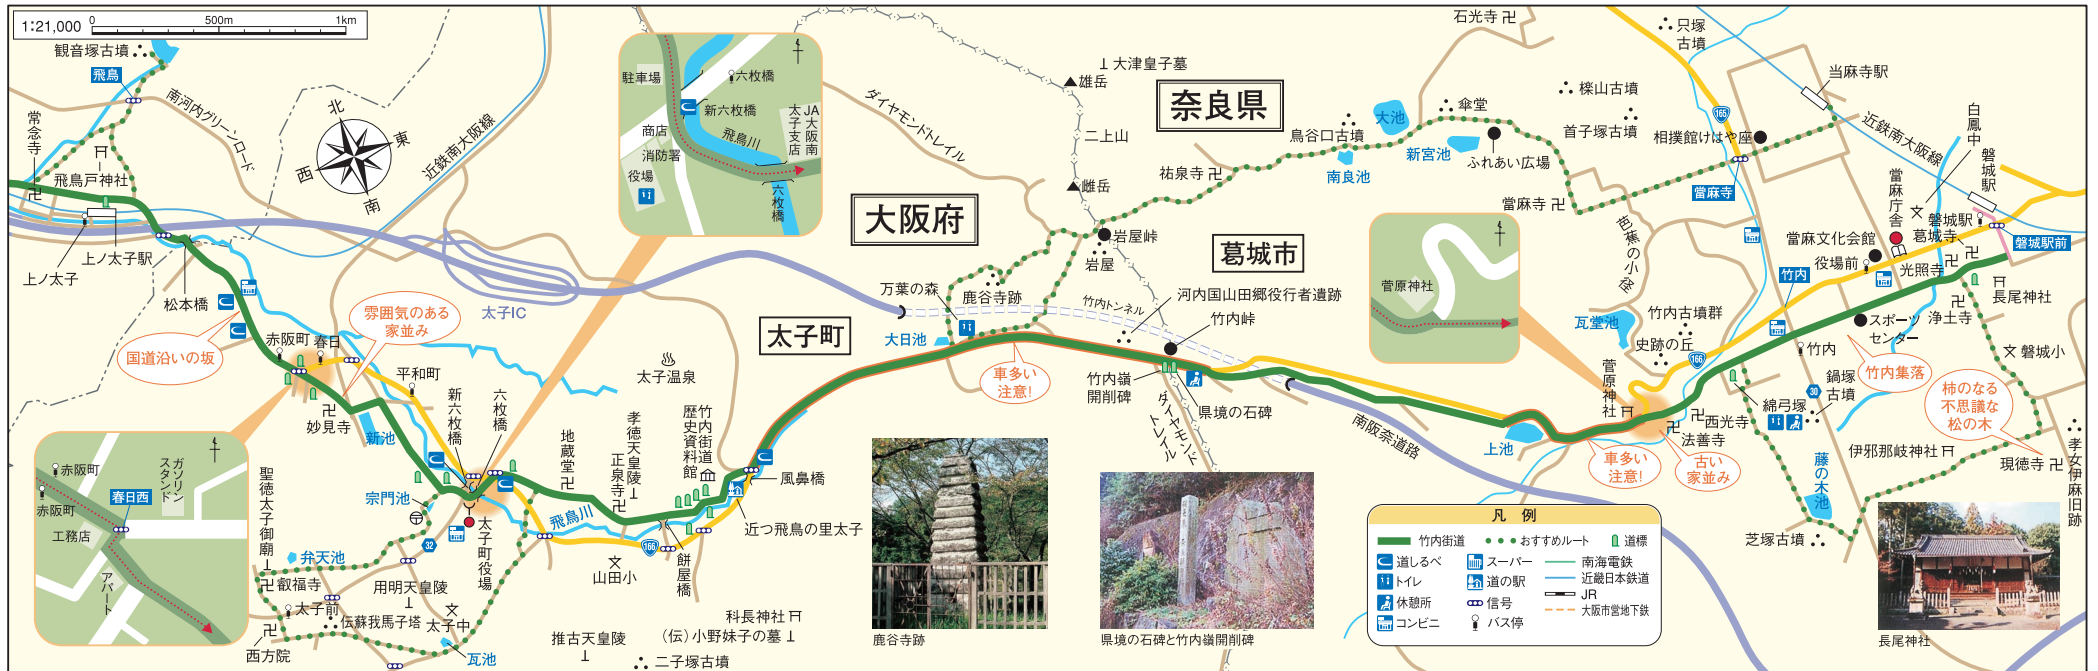 1:21,000
0
500m
1km
観音塚古墳
飛鳥
常念寺
飛鳥戸神社
南河内グリーンロード
北
東
西
南
近鉄南大阪線
上ノ太子
上ノ太子駅
松本橋
国道沿いの坂
赤阪町
春日
雰囲気のある
家並み
太子IC
平和町
妙見寺
新池
新六枚橋
六枚橋
宗門池
太子町役場
32
飛鳥川
地蔵堂
孝徳天皇陵
正泉寺
竹内街道
歴史資料館
太子温泉
風鼻橋
近つ飛鳥の里太子
餅屋橋
166
山田小
科長神社
(伝)小野妹子の墓
推古天皇陵
二子塚古墳
聖徳太子御廟
弁天池
叡福寺
用明天皇陵
太子前
伝蘇我馬子塔
太子中
西方院
瓦池
赤阪町
赤阪町
ガソリン
スタンド
春日西
工務店
アパート
駐車場
六枚橋
新六枚橋
商店
飛鳥川
消防署
役場
JA大阪南
太子支店
六枚橋
大阪府
太子町
奈良県
葛城市
ダイヤモンドトレイル
大津皇子墓
雄岳
二上山
雌岳
岩屋峠
岩屋
万葉の森
鹿谷寺跡
大日池
竹内トンネル
河内国山田郷役行者遺跡
竹内峠
車多い
注意!
竹内嶺
開削碑
県境の石碑
ダイヤモンド
トレイル
南阪奈道路
祐泉寺
鳥谷口古墳
大池
南良池
新宮池
傘堂
ふれあい広場
當麻寺
石光寺
只塚
古墳
櫟山古墳
首子塚古墳
165
相撲館けはや座
當麻寺
当麻寺駅
近鉄南大阪線
白鳳中
磐城駅
當麻庁舎
磐城駅
葛城寺
磐城駅前
當麻文化会館
役場前
光照寺
長尾神社
浄土寺
芭蕉の小径
竹内
竹内古墳群
瓦堂池
史跡の丘
166
スポーツ
センター
竹内
竹内集落
磐城小
菅原神社
菅原神社
上池
車多い
注意!
古い
家並み
西光寺
法善寺
綿弓塚
30
鍋塚
古墳
伊邪那岐神社
藤の木池
芝塚古墳
柿のなる
不思議な
松の木
現徳寺
孝女伊麻旧跡
凡例
竹内街道
おすすめルート
道標
道しるべ
スーパー
南海電鉄
トイレ
道の駅
近畿日本鉄道
休憩所
信号
JR
大阪市営地下鉄
コンビニ
バス停
鹿谷寺跡
県境の石碑と竹内嶺開削碑
長尾神社